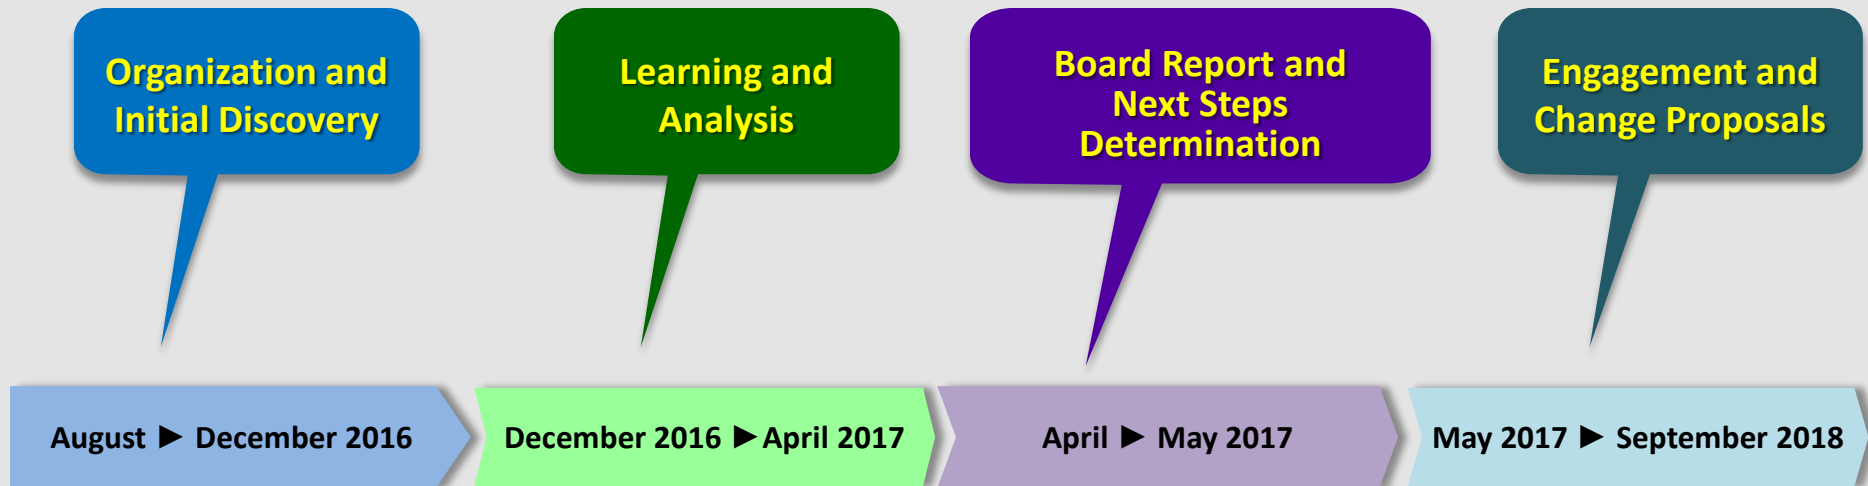 Organization and
Initial Discovery
Learning and
Analysis
Board Report and
Next Steps
Determination
Engagement and
Change Proposals
August ► December 2016
December 2016 ►April 2017
April ► May 2017
May 2017 ► September 2018